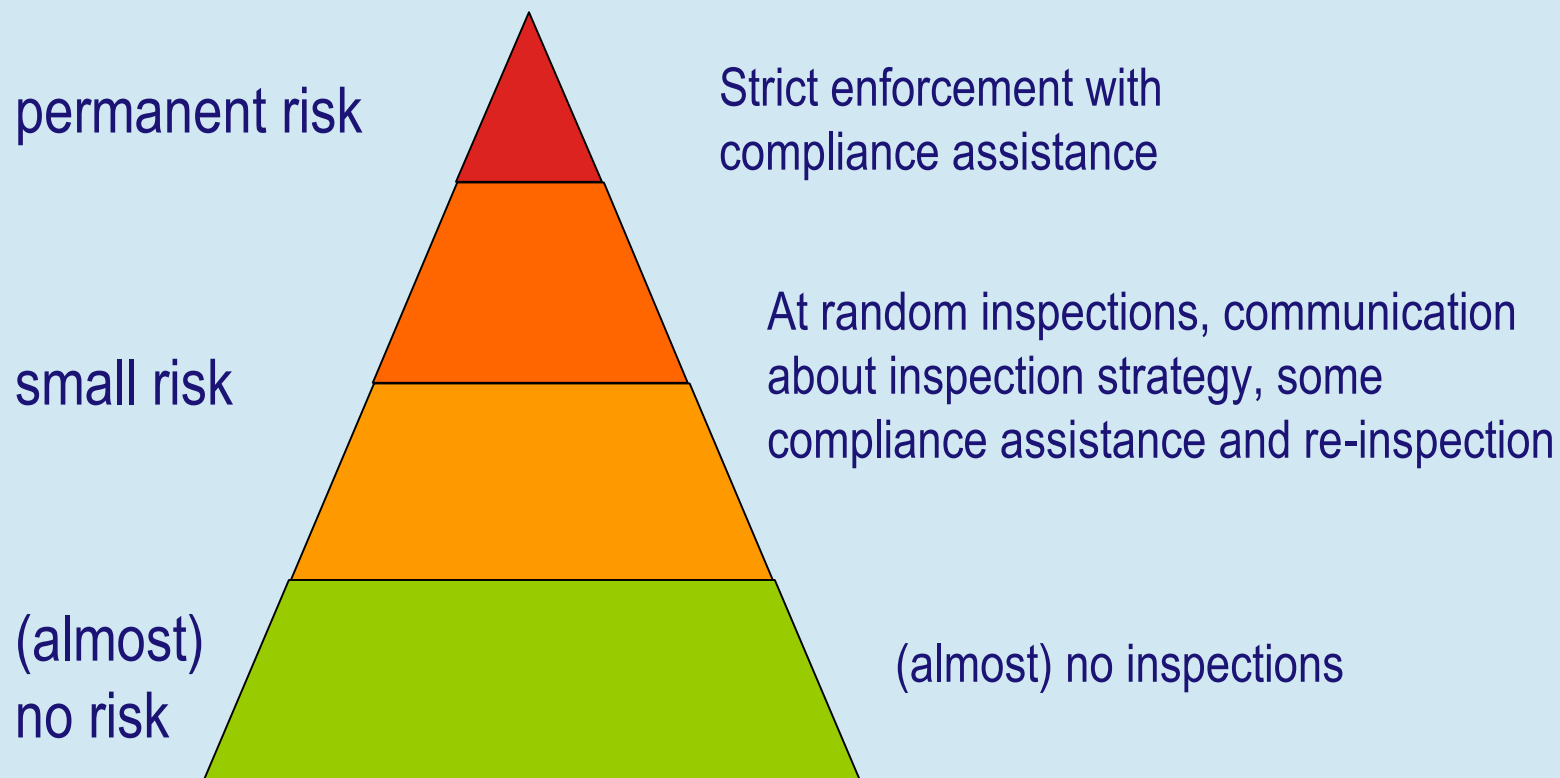 permanent risk
Strict enforcement with
compliance assistance
small risk
At random inspections, communication
about inspection strategy, some
compliance assistance and re-inspection
(almost)
no risk
(almost) no inspections